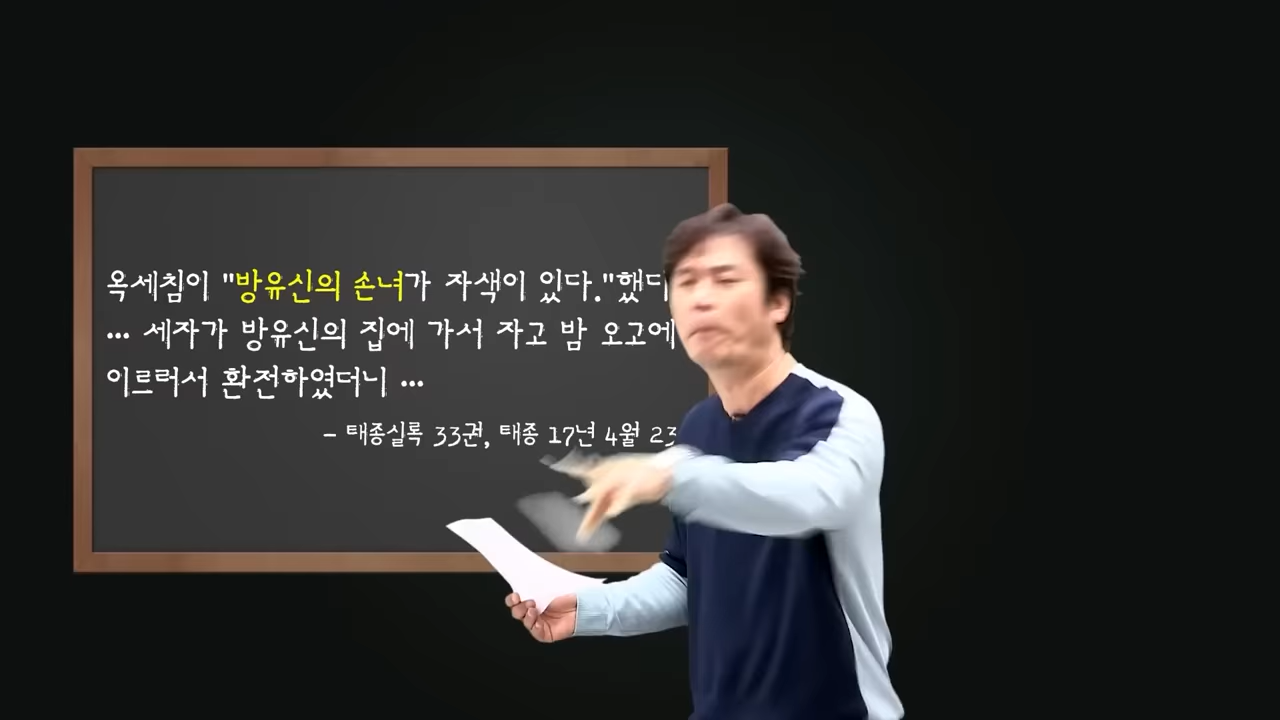 옥세침이 "방유신의 손녀가 자색이 있다."했다
... 세자가 방유신의 집에 가서 자고 밤 오고에
이르러서 환전하였더니 ...
- 태종실록 33권, 태종 17년 4월 23